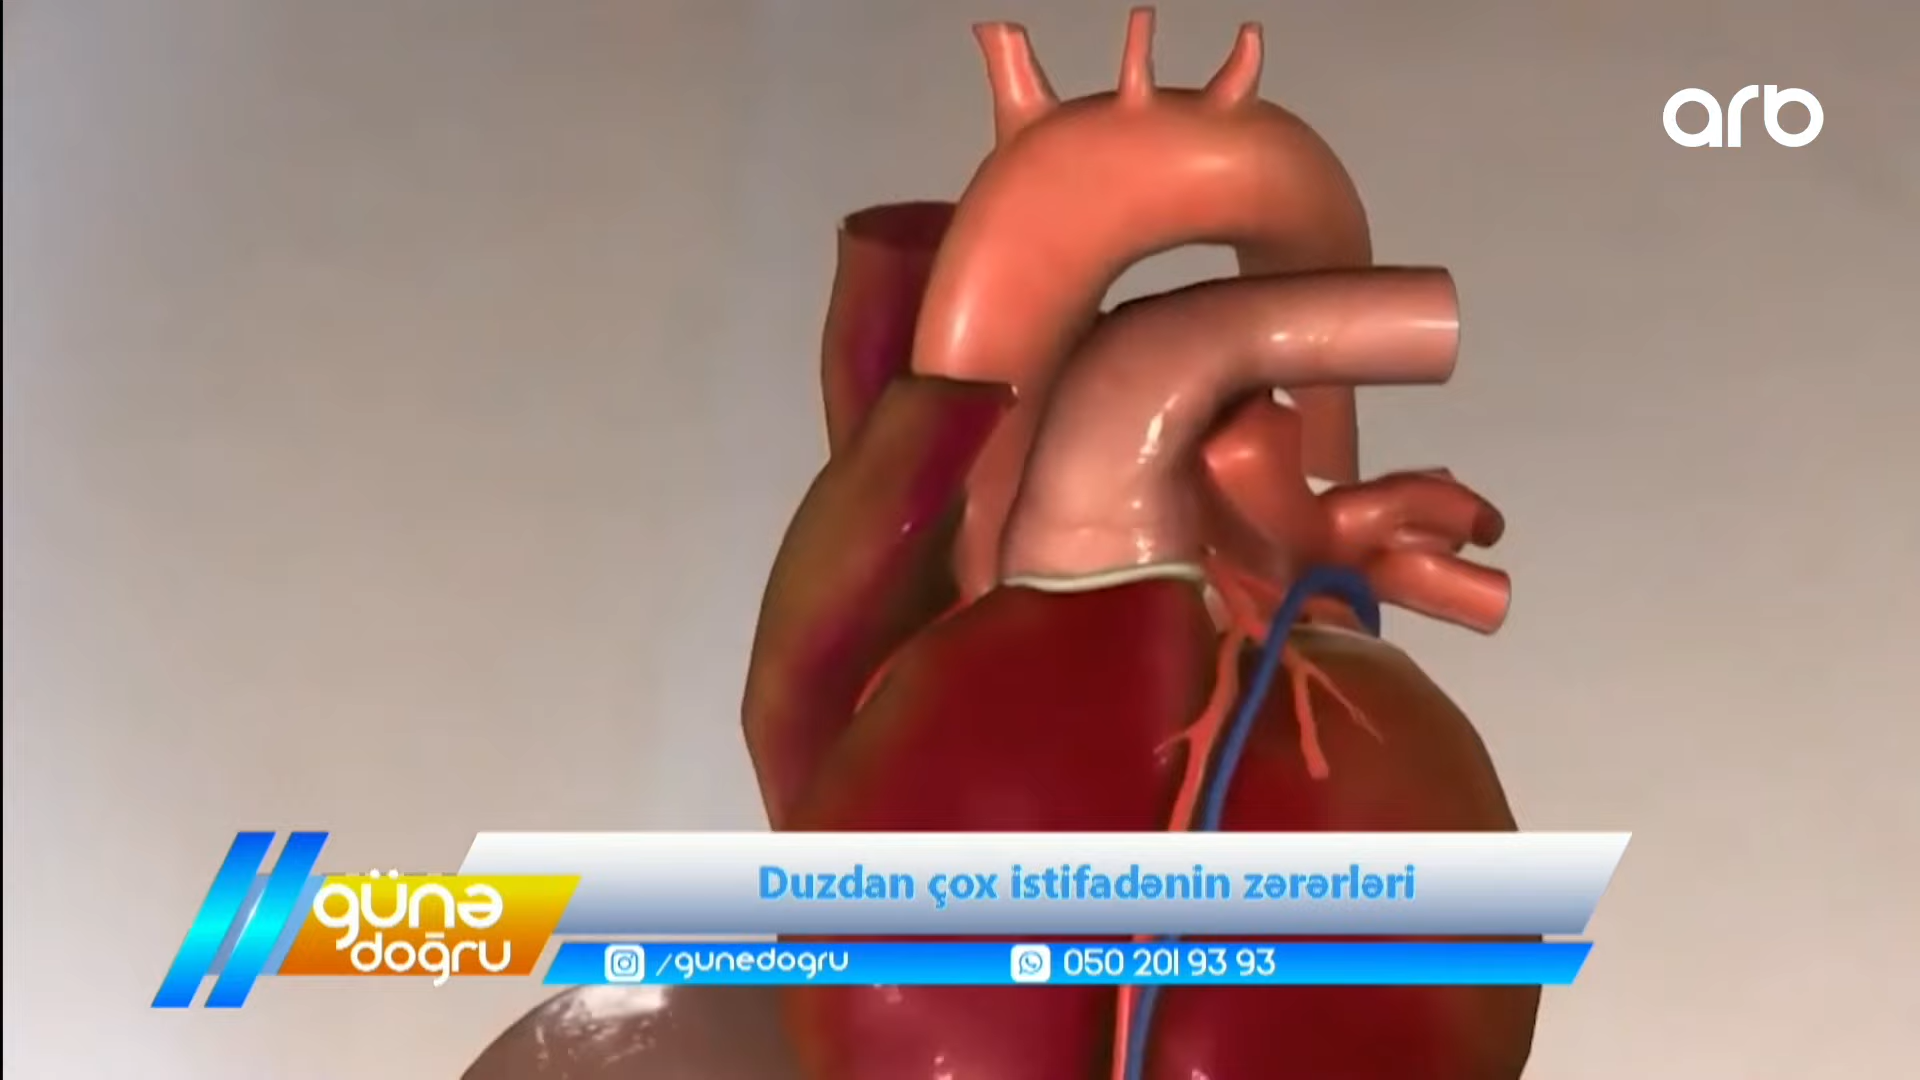 arb
Duzdan çox istifadənin zərərləri
günə
doğru
/gunedogru
050 201 93 93